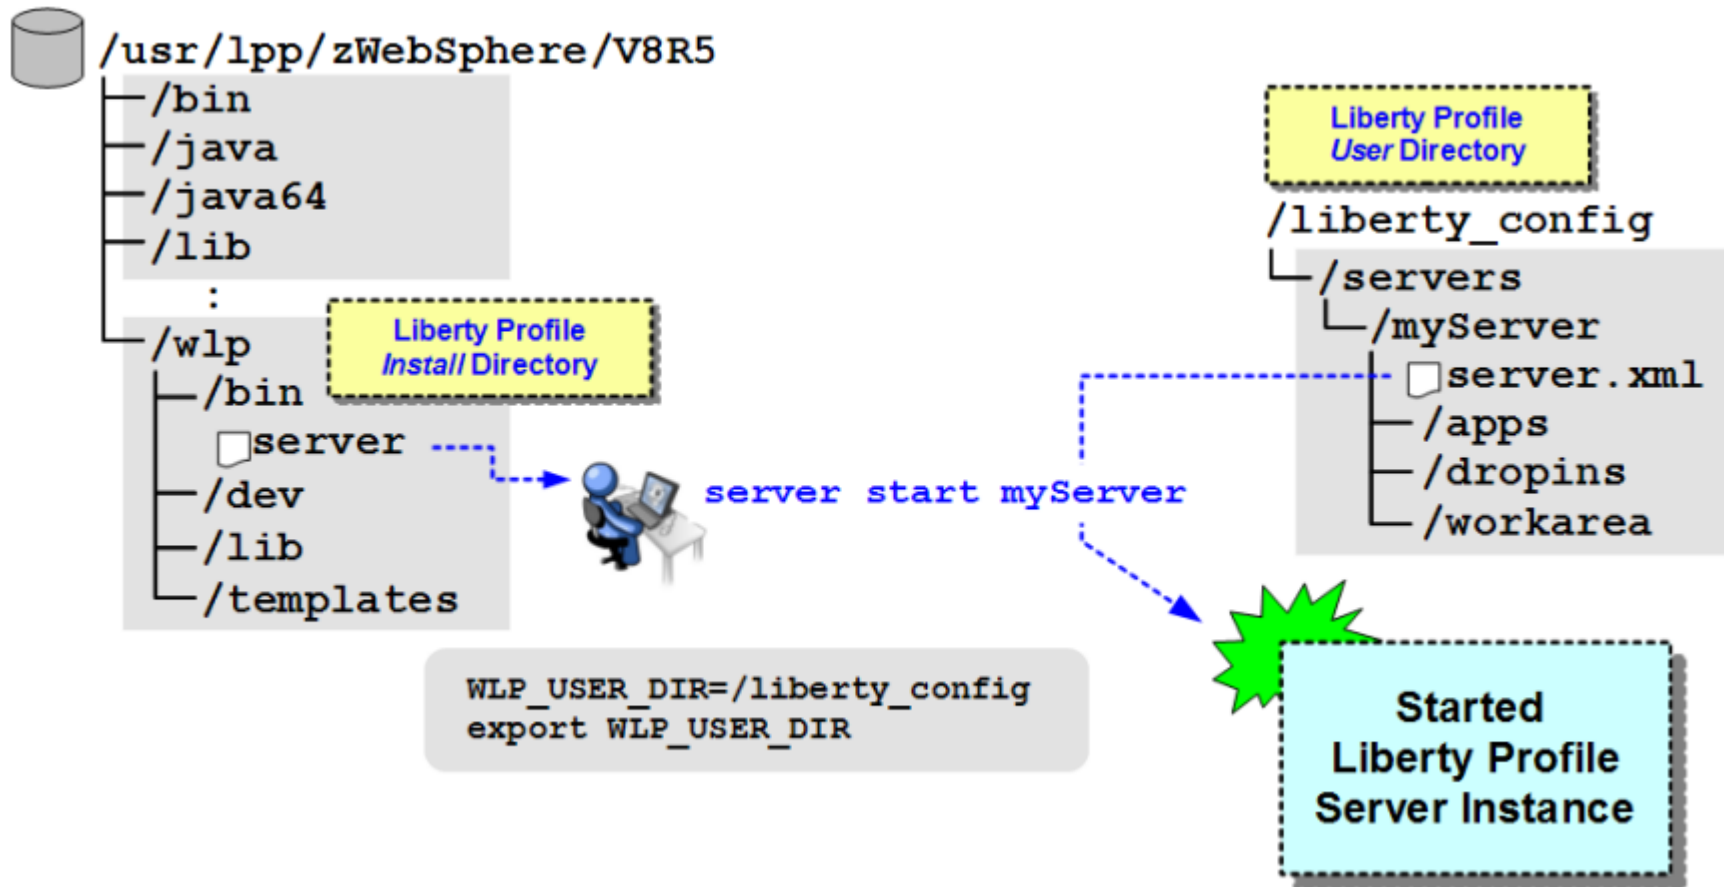 /usr/lpp/zWebSphere/V8R5
/bin
/java
/java64
/lib
:
/wlp
Liberty Profile
Install Directory
/bin
server
/dev
/lib
/templates
server start myServer
WLP_USER_DIR=/liberty_config
export WLP_USER_DIR
Liberty Profile
User Directory
/liberty_config
/servers
/myServer
server.xml
/apps
/dropins
/workarea
Started
Liberty Profile
Server Instance